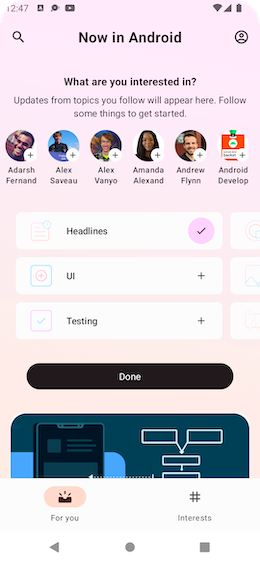 12:47
Now in Android
What are you interested in?
Updates from topics you follow will appear here. Follow
some things to get started.
Adarsh
Fernand
Alex
Saveau
Alex
Vanyo
Amanda
Alexand
Andrew
Flynn
Android
Develop
Headlines
UI
Testing
Done
For you
Interests